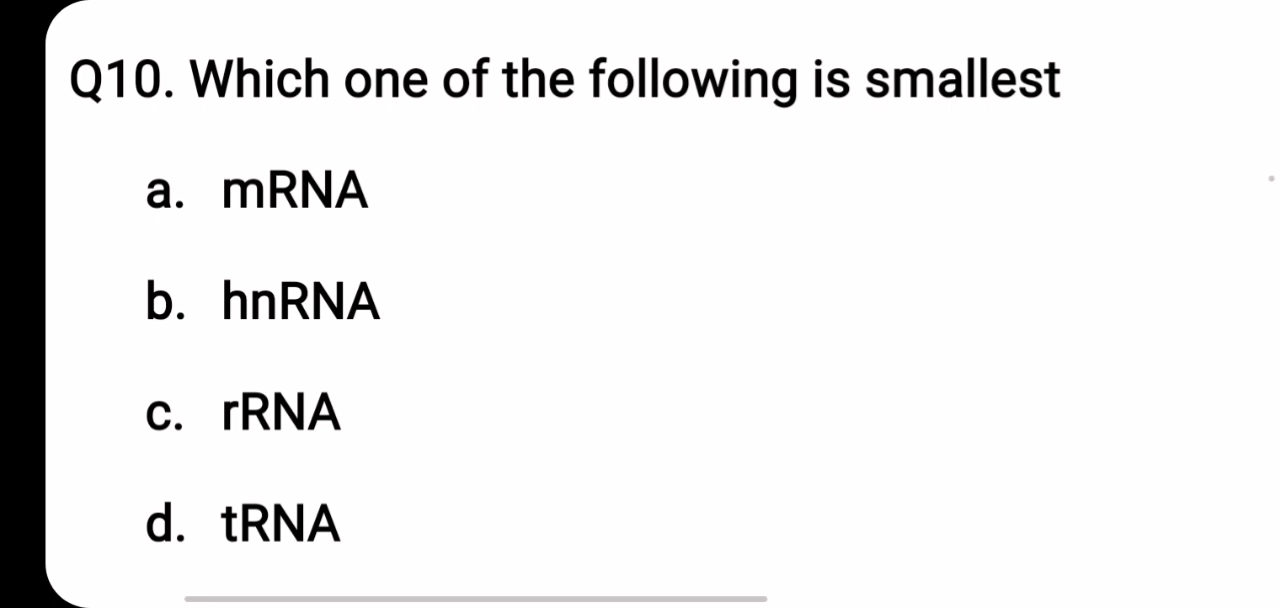 Q10. Which one of the following is smallest
a. mRNA
b. hnRNA
c. rRNA
d. tRNA